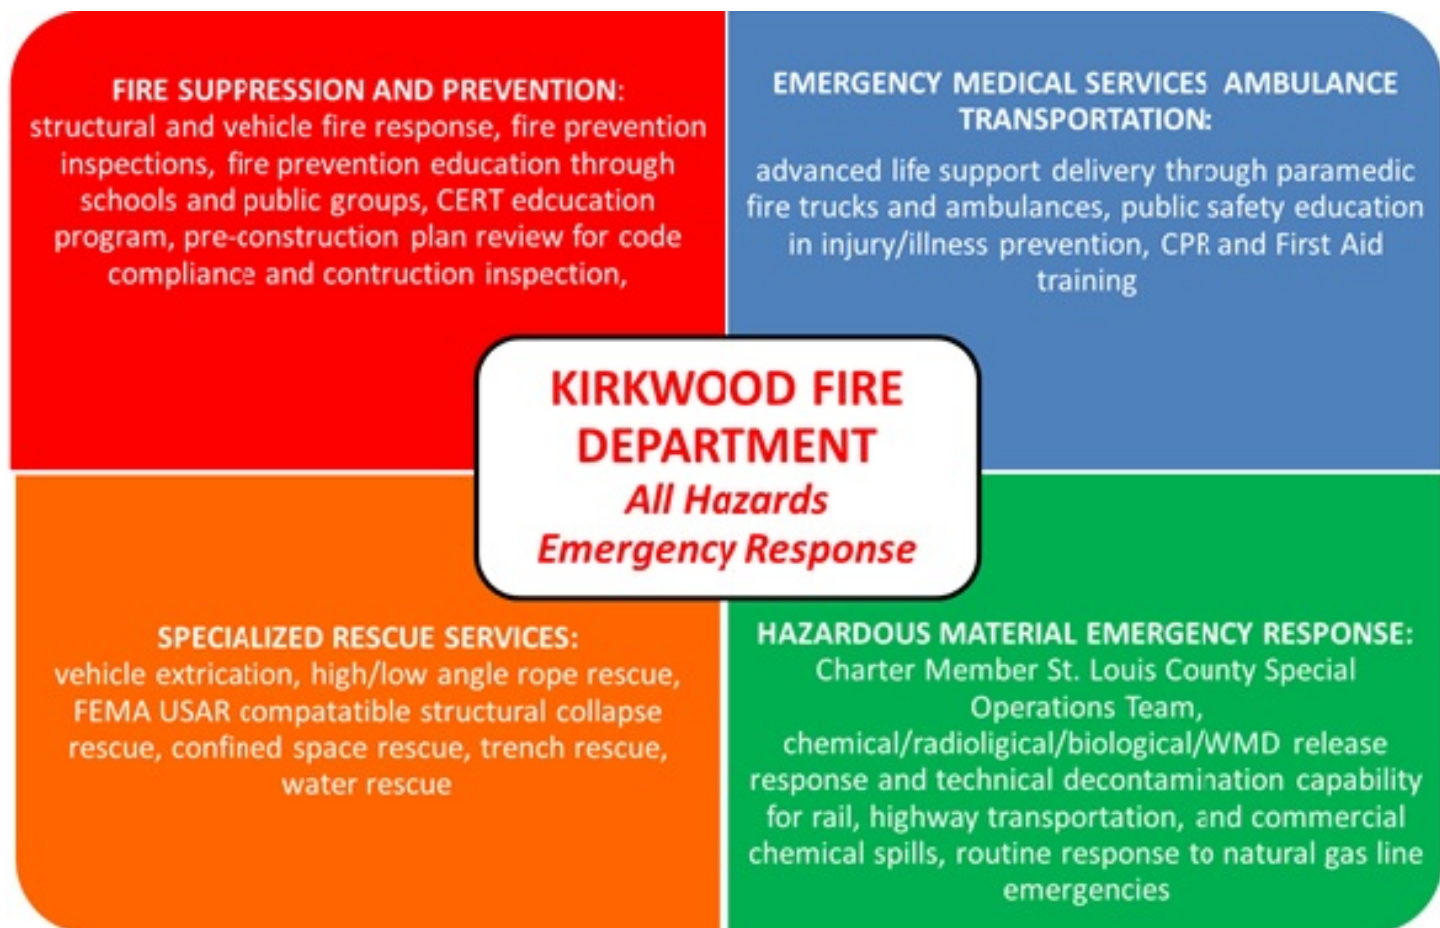 FIRE SUPPRESSION AND PREVENTION:
structural and vehicle fire response, fire prevention
inspections, fire prevention education through
schools and public groups, CERT edcucation
program, pre-construction plan review for code
compliance and contruction inspection,
EMERGENCY MEDICAL SERVICES AMBULANCE
TRANSPORTATION:
advanced life support delivery through paramedic
fire trucks and ambulances, public safety education
in injury/illness prevention, CPR and First Aid
training
KIRKWOOD FIRE
DEPARTMENT
All Hazards
Emergency Response
SPECIALIZED RESCUE SERVICES:
vehicle extrication, high/low angle rope rescue,
FEMA USAR compatatible structural collapse
rescue, confined space rescue, trench rescue,
water rescue
HAZARDOUS MATERIAL EMERGENCY RESPONSE:
Charter Member St. Louis County Special
Operations Team,
chemical/radioligical/biological/WMD release
response and technical decontamination capability
for rail, highway transportation, and commercial
chemical spills, routine response to natural gas line
emergencies